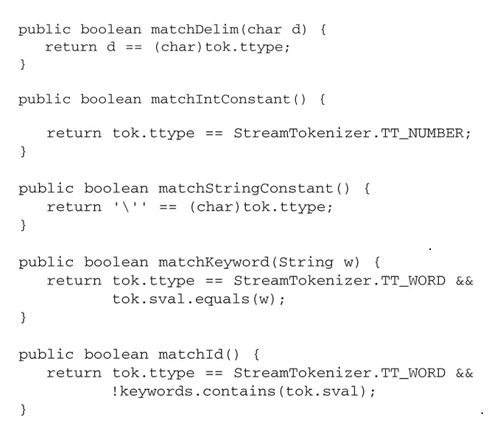 public boolean matchDelim(char d) {
   return d == (char)tok.ttype;
}
public boolean matchIntConstant() {
   return tok.ttype == StreamTokenizer.TT_NUMBER;
}
public boolean matchStringConstant() {
   return '\'' == (char)tok.ttype;
}
public boolean matchKeyword(String w) {
   return tok.ttype == StreamTokenizer.TT_WORD &&
          tok.sval.equals(w);
}
public boolean matchId() {
   return tok.ttype == StreamTokenizer.TT_WORD &&
          !keywords.contains(tok.sval);
}